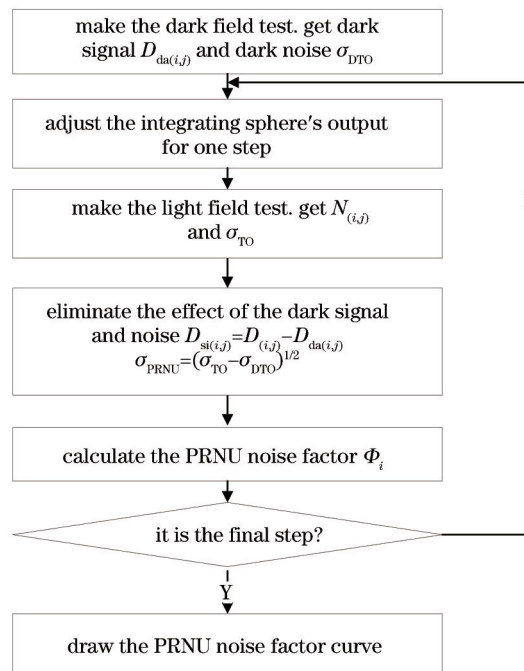 make the dark field test. get dark
signal D_da(i,j) and dark noise σ_DTO
adjust the integrating sphere's output
for one step
make the light field test. get N_(i,j)
and σ_TO
eliminate the effect of the dark signal
and noise D_si(i,j)=D_(i,j)−D_da(i,j)
σ_PRNU=(σ_TO−σ_DTO)^1/2
calculate the PRNU noise factor Φ_i
it is the final step?
Y
draw the PRNU noise factor curve